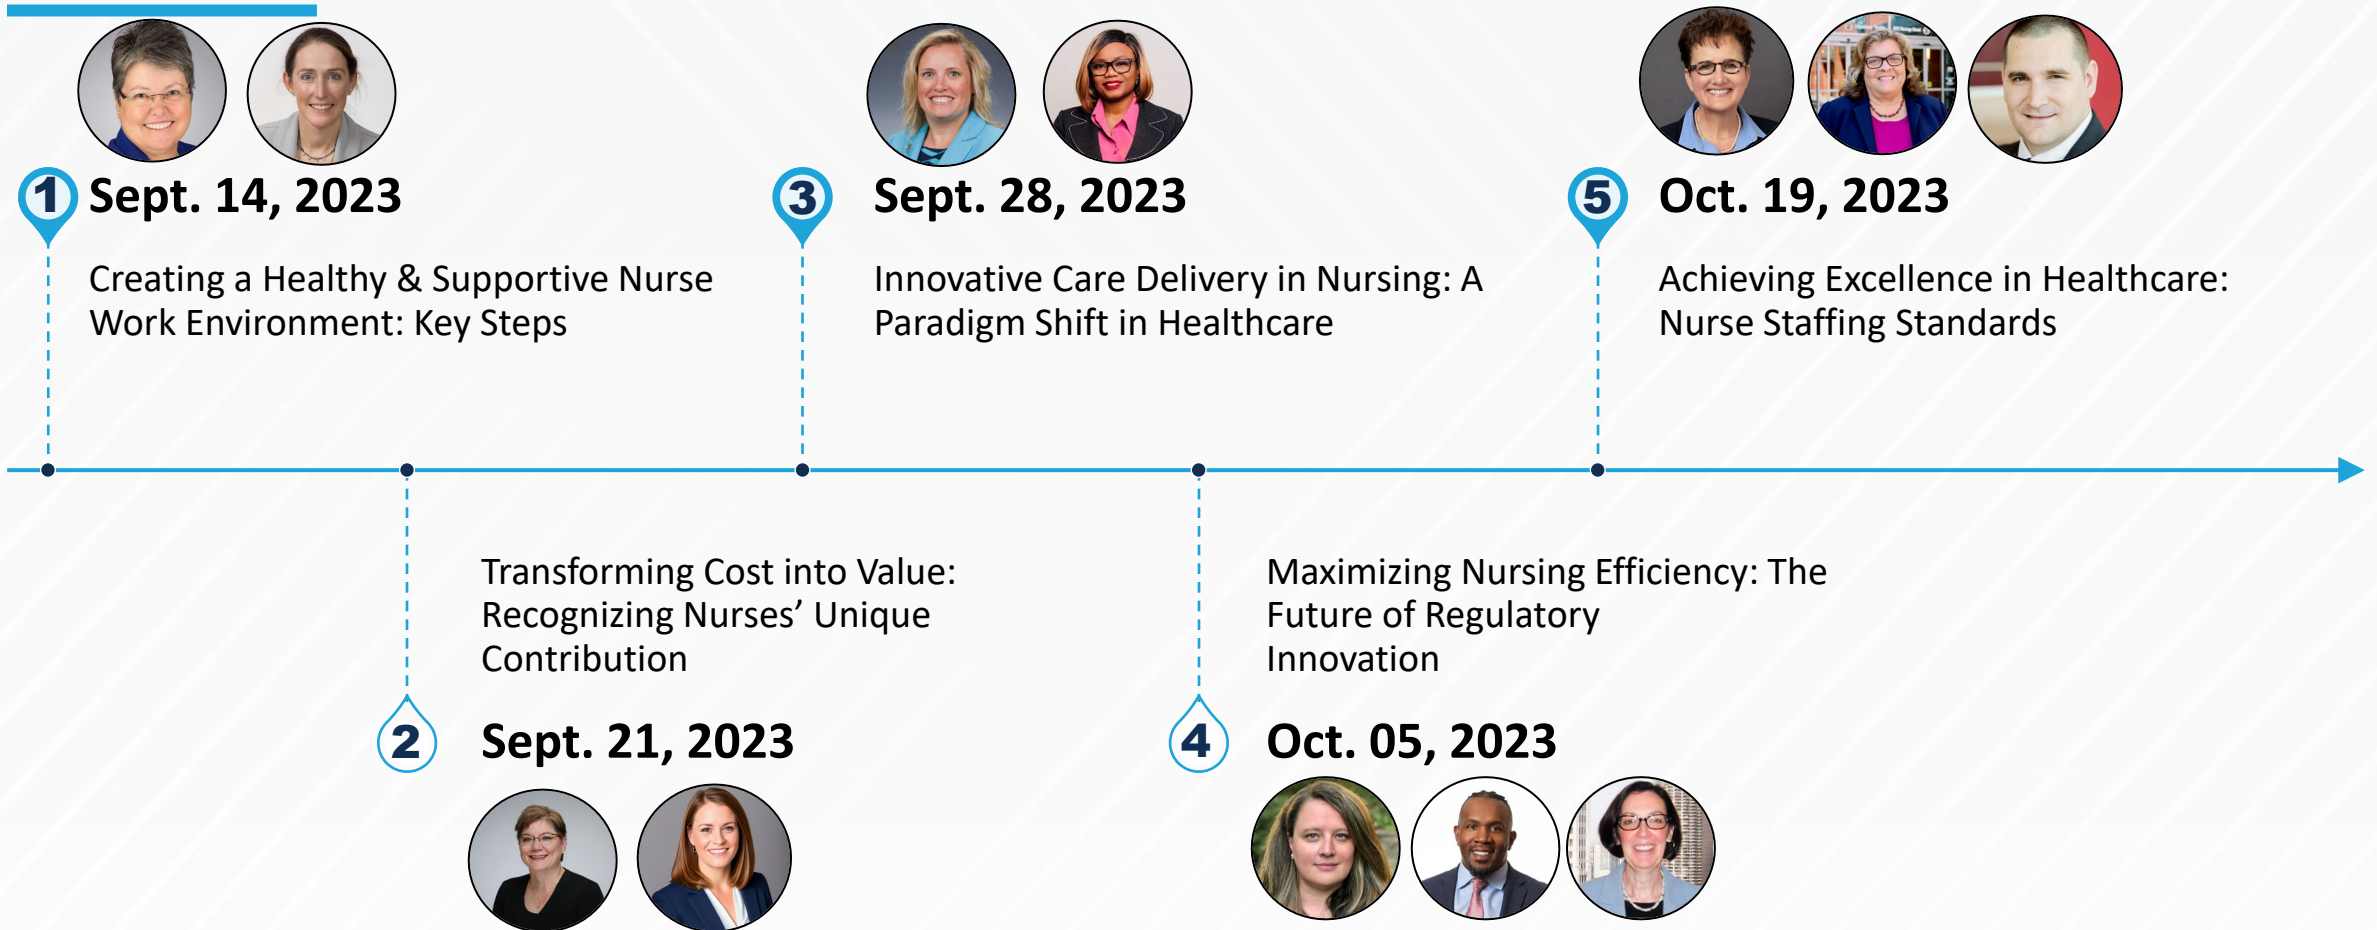 1
Sept. 14, 2023
Creating a Healthy & Supportive Nurse
Work Environment: Key Steps
2
Transforming Cost into Value:
Recognizing Nurses’ Unique
Contribution
Sept. 21, 2023
3
Sept. 28, 2023
Innovative Care Delivery in Nursing: A
Paradigm Shift in Healthcare
4
Maximizing Nursing Efficiency: The
Future of Regulatory
Innovation
Oct. 05, 2023
5
Oct. 19, 2023
Achieving Excellence in Healthcare:
Nurse Staffing Standards